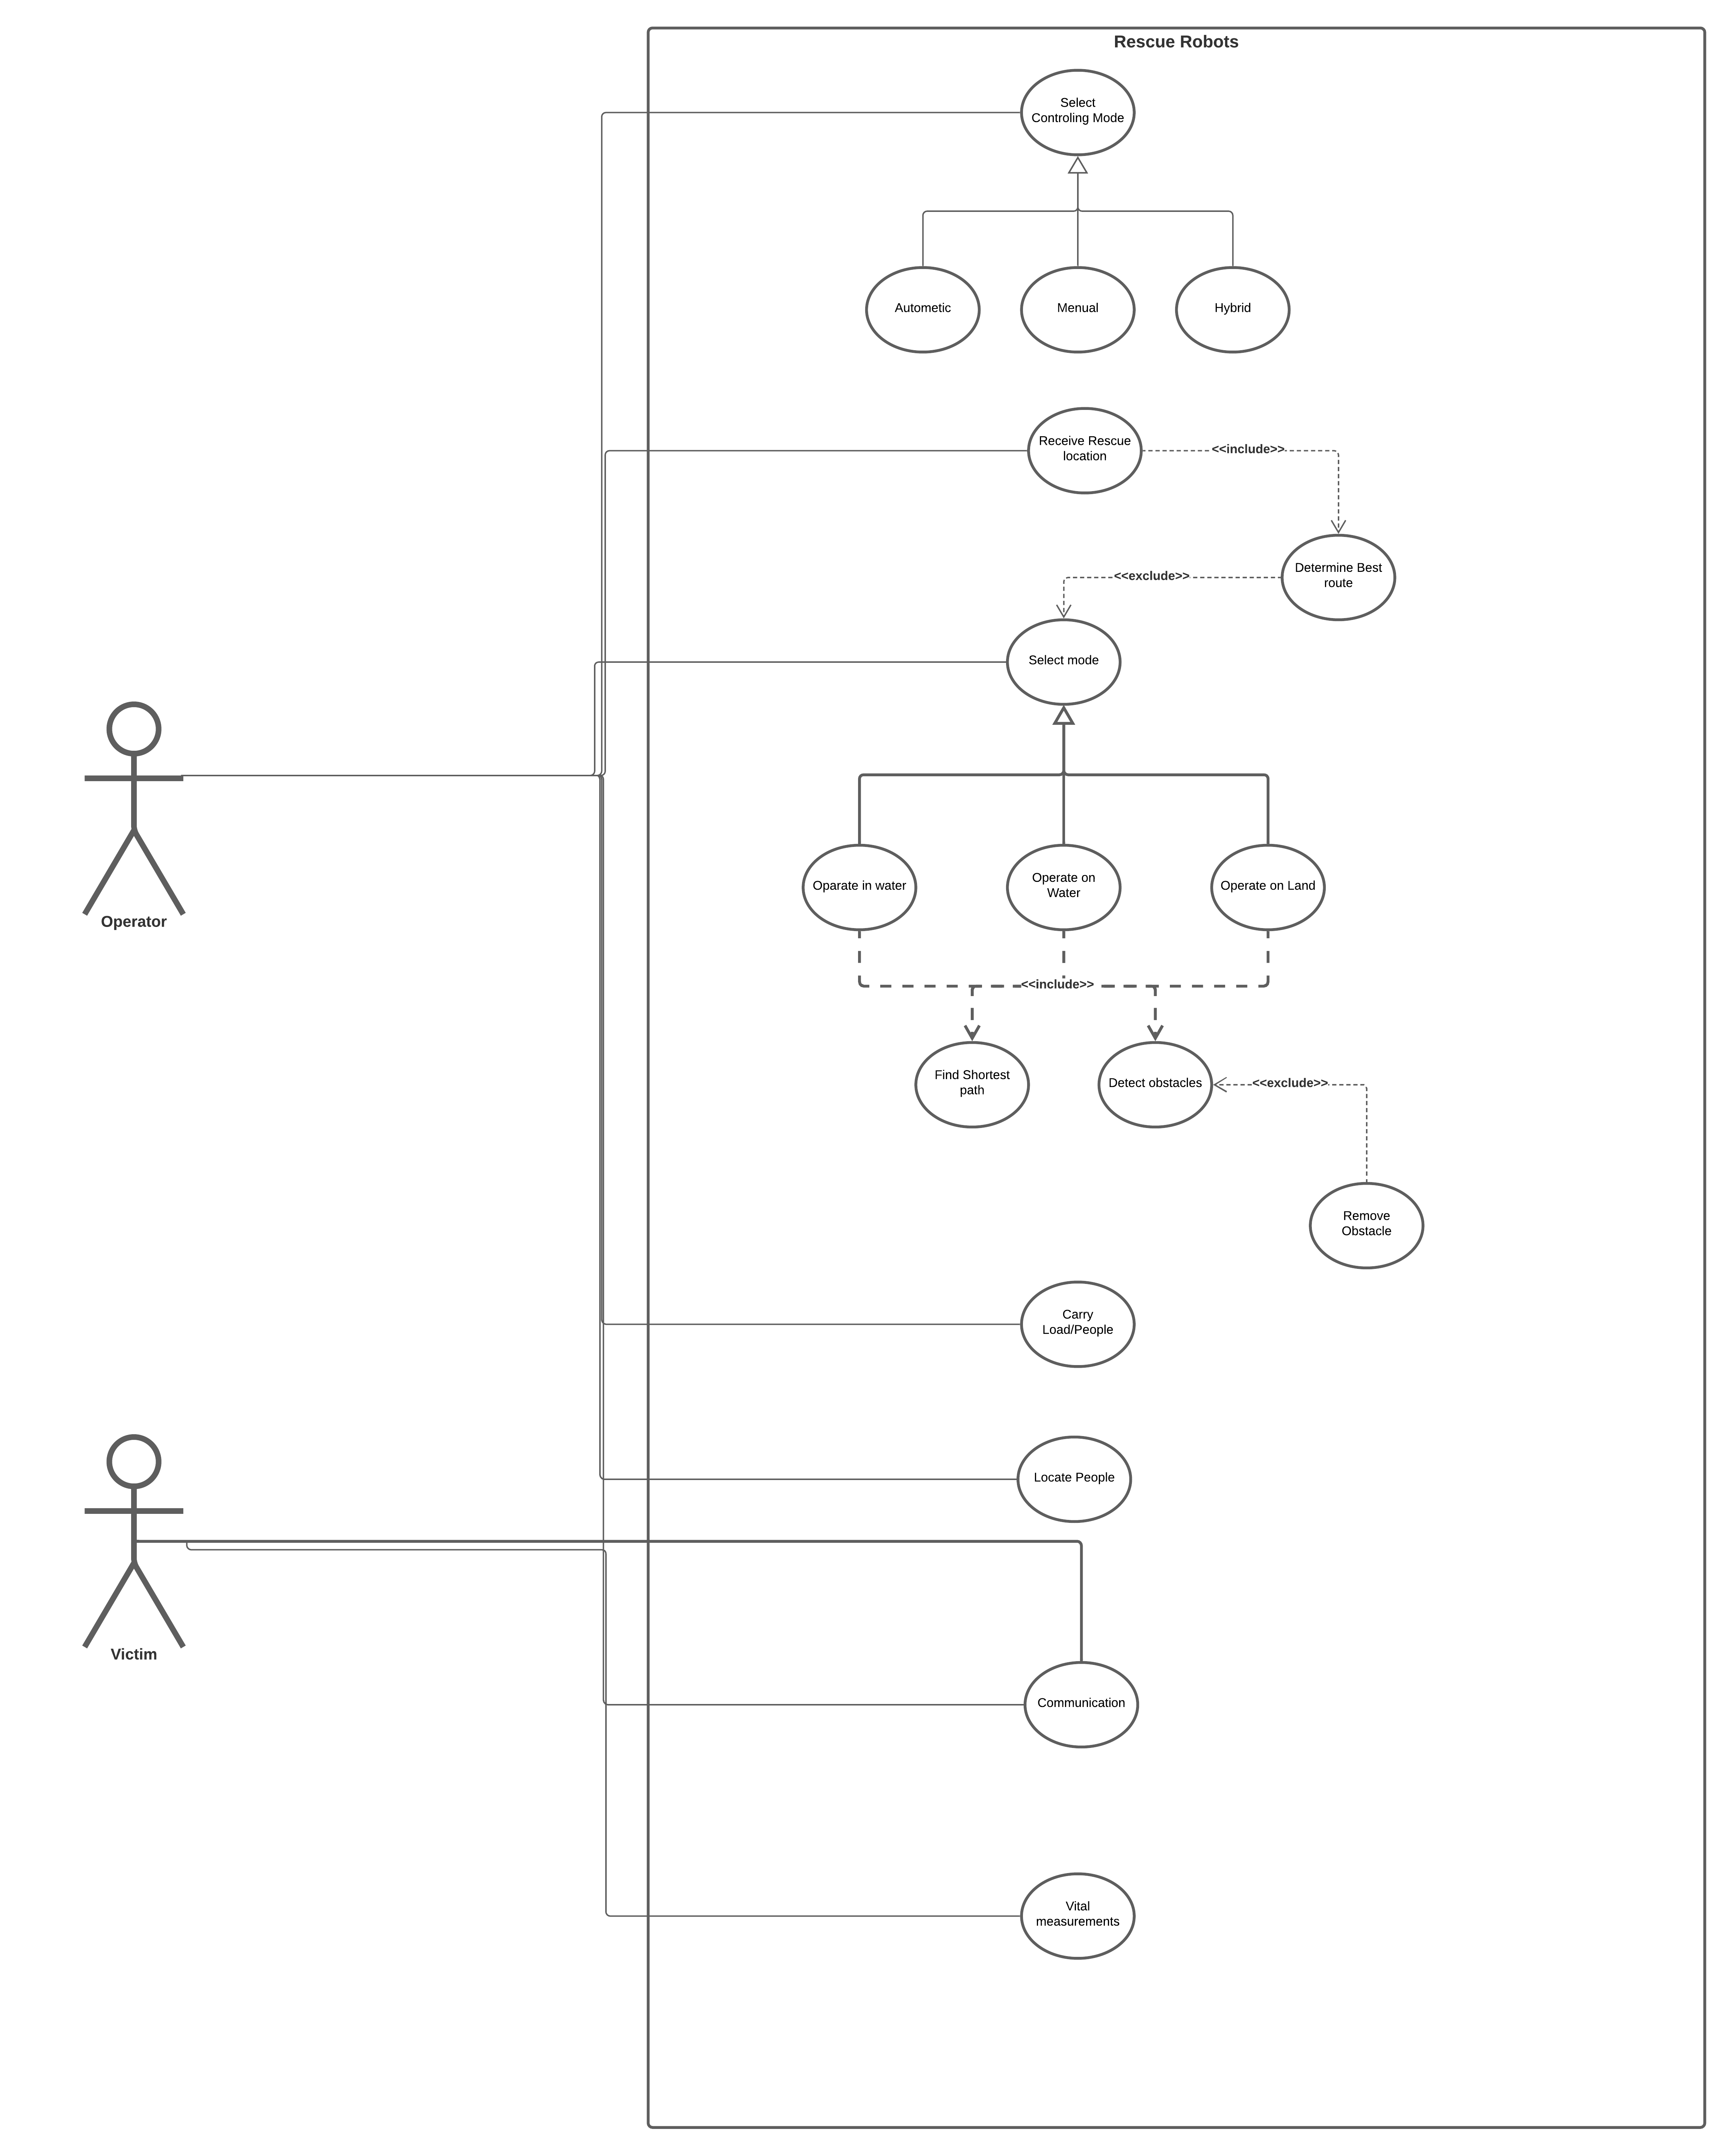 Rescue Robots
Select
Controling Mode
Autometic
Menual
Hybrid
Receive Rescue
location
<<include>>
Determine Best
route
<<exclude>>
Select mode
Operator
Oparate in water
Operate on
Water
Operate on Land
<<include>>
Find Shortest
path
Detect obstacles
<<exclude>>
Remove
Obstacle
Carry
Load/People
Locate People
Victim
Communication
Vital
measurements